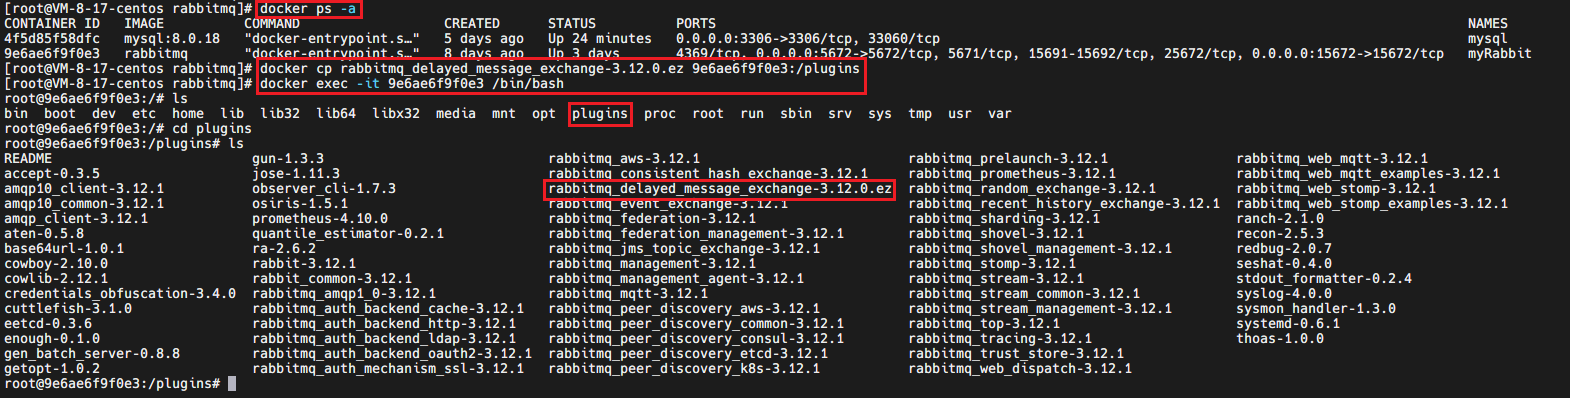 [root@VM-8-17-centos rabbitmq]# docker ps -a
CONTAINER ID   IMAGE          COMMAND                  CREATED       STATUS          PORTS                                                                                          NAMES
4f5d85f58dfc   mysql:8.0.18   "docker-entrypoint.s…"   5 days ago    Up 24 minutes   0.0.0.0:3306->3306/tcp, 33060/tcp                                                              mysql
9e6ae6f9f0e3   rabbitmq       "docker-entrypoint.s…"   8 days ago    Up 3 days       4369/tcp, 0.0.0.0:5672->5672/tcp, 5671/tcp, 15691-15692/tcp, 25672/tcp, 0.0.0.0:15672->15672/tcp   myRabbit
[root@VM-8-17-centos rabbitmq]# docker cp rabbitmq_delayed_message_exchange-3.12.0.ez 9e6ae6f9f0e3:/plugins
[root@VM-8-17-centos rabbitmq]# docker exec -it 9e6ae6f9f0e3 /bin/bash
root@9e6ae6f9f0e3:/# ls
bin  boot  dev  etc  home  lib  lib32  lib64  libx32  media  mnt  opt  plugins  proc  root  run  sbin  srv  sys  tmp  usr  var
root@9e6ae6f9f0e3:/# cd plugins
root@9e6ae6f9f0e3:/plugins# ls
README                        gun-1.3.3                            rabbitmq_aws-3.12.1                          rabbitmq_prelaunch-3.12.1                rabbitmq_web_mqtt-3.12.1
accept-0.3.5                  jose-1.11.3                          rabbitmq_consistent_hash_exchange-3.12.1     rabbitmq_prometheus-3.12.1               rabbitmq_web_mqtt_examples-3.12.1
amqp10_client-3.12.1          observer_cli-1.7.3                   rabbitmq_delayed_message_exchange-3.12.0.ez  rabbitmq_random_exchange-3.12.1          rabbitmq_web_stomp-3.12.1
amqp10_common-3.12.1          osiris-1.5.1                         rabbitmq_event_exchange-3.12.1               rabbitmq_recent_history_exchange-3.12.1  rabbitmq_web_stomp_examples-3.12.1
amqp_client-3.12.1            prometheus-4.10.0                    rabbitmq_federation-3.12.1                   rabbitmq_sharding-3.12.1                 ranch-2.1.0
aten-0.5.8                    quantile_estimator-0.2.1             rabbitmq_federation_management-3.12.1        rabbitmq_shovel-3.12.1                   recon-2.5.3
base64url-1.0.1               ra-2.6.2                             rabbitmq_jms_topic_exchange-3.12.1           rabbitmq_shovel_management-3.12.1        redbug-2.0.7
cowboy-2.10.0                 rabbit-3.12.1                        rabbitmq_management-3.12.1                   rabbitmq_stomp-3.12.1                    seshat-0.4.0
cowlib-2.12.1                 rabbit_common-3.12.1                 rabbitmq_management_agent-3.12.1             rabbitmq_stream-3.12.1                   stdout_formatter-0.2.4
credentials_obfuscation-3.4.0  rabbitmq_amqp1_0-3.12.1             rabbitmq_mqtt-3.12.1                         rabbitmq_stream_common-3.12.1            syslog-4.0.0
cuttlefish-3.1.0              rabbitmq_auth_backend_cache-3.12.1   rabbitmq_peer_discovery_aws-3.12.1           rabbitmq_stream_management-3.12.1        sysmon_handler-1.3.0
eetcd-0.3.6                   rabbitmq_auth_backend_http-3.12.1    rabbitmq_peer_discovery_common-3.12.1        rabbitmq_top-3.12.1                      systemd-0.6.1
enough-0.1.0                  rabbitmq_auth_backend_ldap-3.12.1    rabbitmq_peer_discovery_consul-3.12.1        rabbitmq_tracing-3.12.1                  thoas-1.0.0
gen_batch_server-0.8.8        rabbitmq_auth_backend_oauth2-3.12.1  rabbitmq_peer_discovery_etcd-3.12.1          rabbitmq_trust_store-3.12.1
getopt-1.0.2                  rabbitmq_auth_mechanism_ssl-3.12.1   rabbitmq_peer_discovery_k8s-3.12.1           rabbitmq_web_dispatch-3.12.1
root@9e6ae6f9f0e3:/plugins#